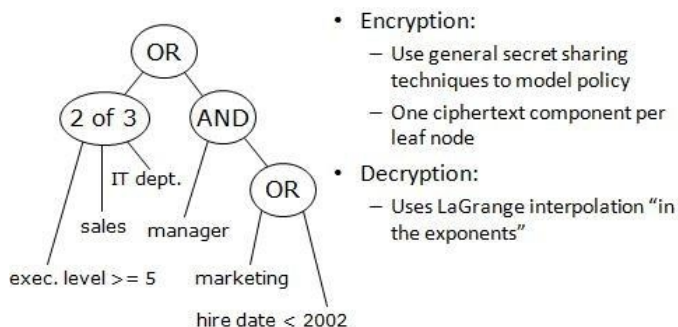 OR
2 of 3
AND
IT dept.
OR
sales
manager
exec. level >= 5
marketing
hire date < 2002
• Encryption:
– Use general secret sharing
techniques to model policy
– One ciphertext component per
leaf node
• Decryption:
– Uses LaGrange interpolation “in
the exponents”